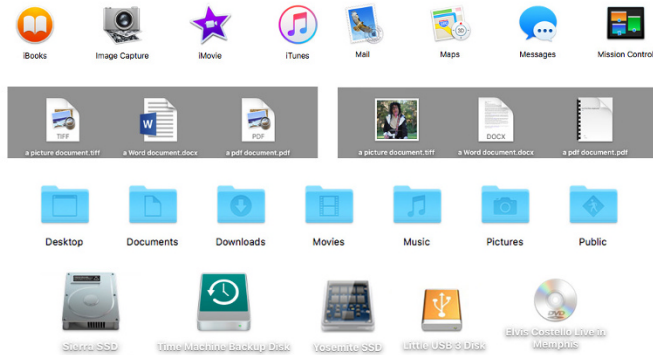 iBooks
Image Capture
iMovie
iTunes
Mail
Maps
Messages
Mission Control
TIFF
W
PDF
DOCX
a picture document.tiff
a Word document.docx
a pdf document.pdf
a picture document.tiff
a Word document.docx
a pdf document.pdf
Desktop
Documents
Downloads
Movies
Music
Pictures
Public
DVD
Sierra SSD
Time Machine Backup Disk
Yosemite SSD
Little USB 3 Disk
Elvis Costello Live in
Memphis